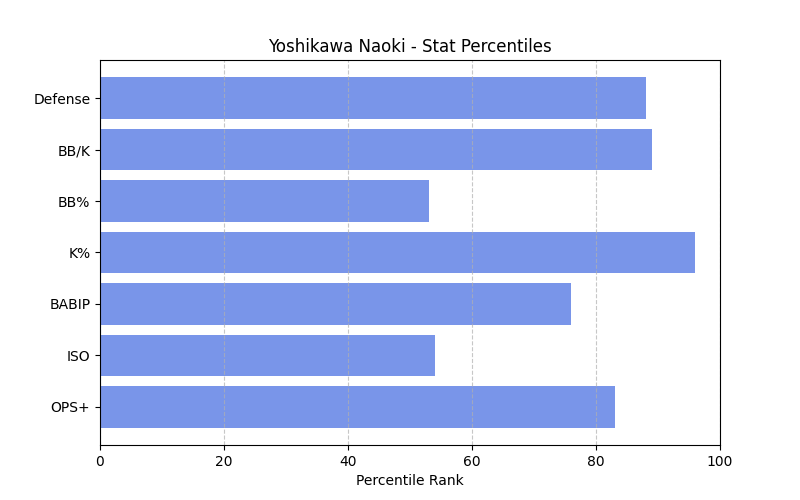 Yoshikawa Naoki - Stat Percentiles
Defense
BB/K
BB%
K%
BABIP
ISO
OPS+
0 20 40 60 80 100
Percentile Rank